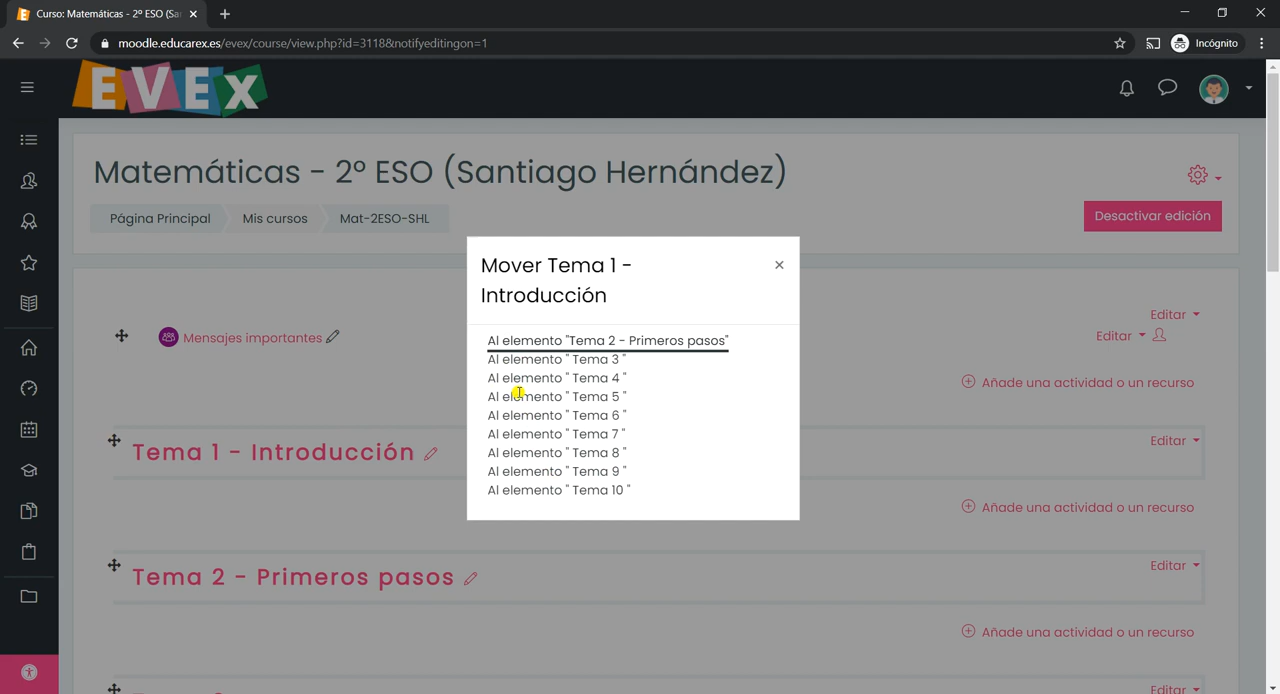 Curso: Matemáticas - 2º ESO (Sa
moodle.educarex.es/evex/course/view.php?id=3118&notifyeditingon=1
Incógnito
EVEX
Matemáticas - 2º ESO (Santiago Hernández)
Página Principal
Mis cursos
Mat-2ESO-SHL
Desactivar edición
Mover Tema 1 -
Introducción
Al elemento "Tema 2 - Primeros pasos"
Al elemento " Tema 3 "
Al elemento " Tema 4 "
Al elemento " Tema 5 "
Al elemento " Tema 6 "
Al elemento " Tema 7 "
Al elemento " Tema 8 "
Al elemento " Tema 9 "
Al elemento " Tema 10 "
Editar
Mensajes importantes
Editar
Añade una actividad o un recurso
Tema 1 - Introducción
Editar
Añade una actividad o un recurso
Tema 2 - Primeros pasos
Editar
Añade una actividad o un recurso
Editar